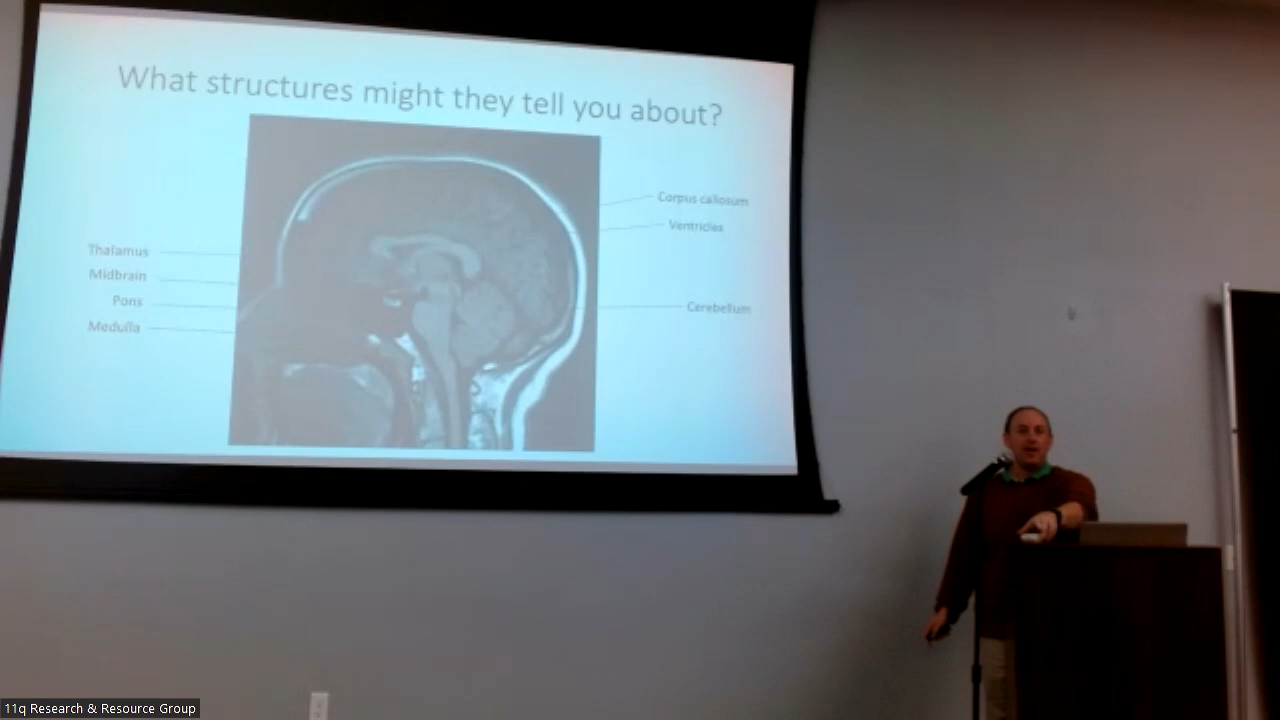 What structures might they tell you about?
Corpus callosum
Ventricles
Thalamus
Midbrain
Pons
Medulla
Cerebellum
11q Research & Resource Group